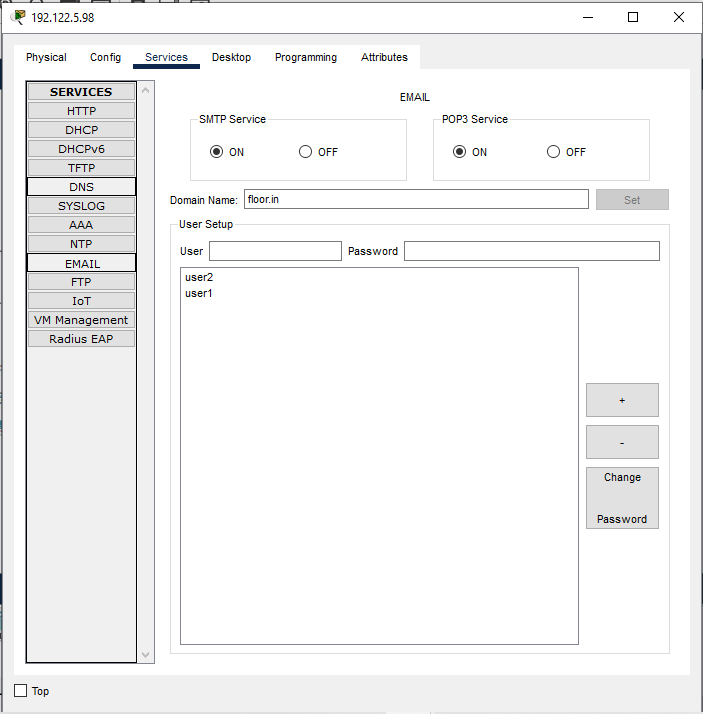 192.122.5.98
Physical Config Services Desktop Programming Attributes
SERVICES
HTTP
DHCP
DHCPv6
TFTP
DNS
SYSLOG
AAA
NTP
EMAIL
FTP
IoT
VM Management
Radius EAP
EMAIL
SMTP Service
ON OFF
POP3 Service
ON OFF
Domain Name: floor.in Set
User Setup
User Password
user2
user1
+
-
Change
Password
Top